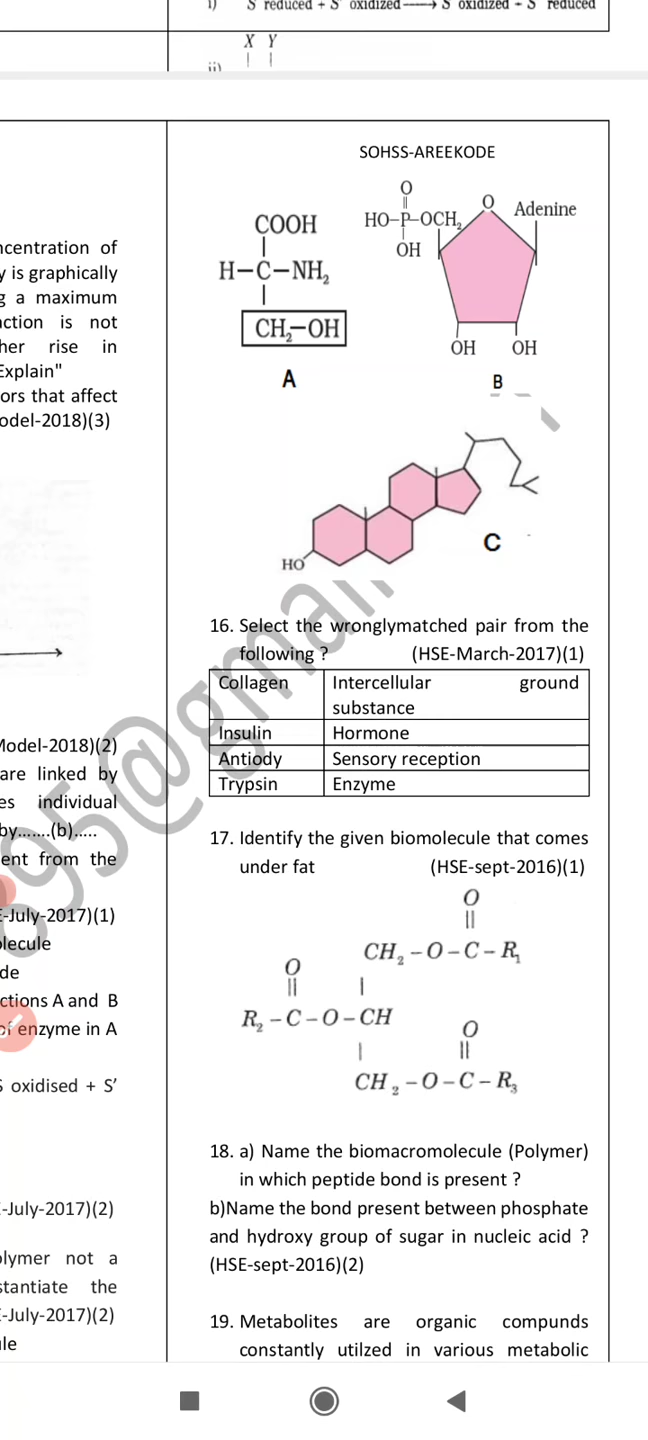 i) S reduced + S' oxidized ⟶ S oxidized + S' reduced
X Y
ii)
ncentration of
y is graphically
g a maximum
action is not
her rise in
Explain"
ors that affect
odel-2018)(3)
Model-2018)(2)
are linked by
es individual
by.......(b).....
ent from the
E-July-2017)(1)
olecule
de
ctions A and B
of enzyme in A
S oxidised + S'
-July-2017)(2)
olymer not a
stantiate the
E-July-2017)(2)
ule
SOHSS-AREEKODE
COOH
H–C–NH₂
CH₂–OH
A
O
HO–P–OCH₂
OH
O
Adenine
OH OH
B
HO
C
16. Select the wronglymatched pair from the
following ? (HSE-March-2017)(1)
Collagen Intercellular ground
substance
Insulin Hormone
Antiody Sensory reception
Trypsin Enzyme
17. Identify the given biomolecule that comes
under fat (HSE-sept-2016)(1)
O
CH₂ – O – C – R₁
O
R₂ – C – O – CH
O
CH₂ – O – C – R₃
18. a) Name the biomacromolecule (Polymer)
in which peptide bond is present ?
b)Name the bond present between phosphate
and hydroxy group of sugar in nucleic acid ?
(HSE-sept-2016)(2)
19. Metabolites are organic compunds
constantly utilzed in various metabolic
895@gmail